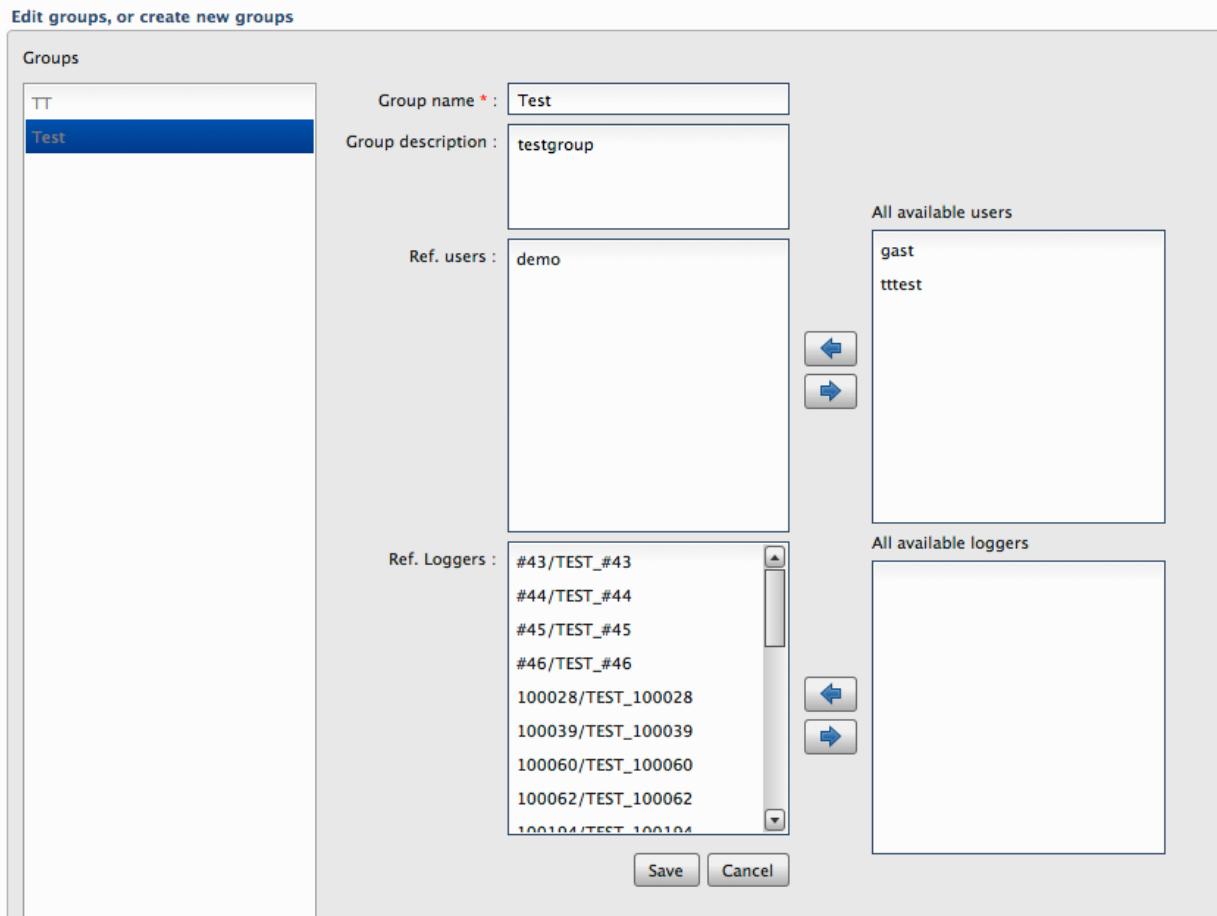 Edit groups, or create new groups
Groups
TT
Test
Group name * :
Test
Group description :
testgroup
Ref. users :
demo
All available users
gast
tttest
Ref. Loggers :
#43/TEST_#43
#44/TEST_#44
#45/TEST_#45
#46/TEST_#46
100028/TEST_100028
100039/TEST_100039
100060/TEST_100060
100062/TEST_100062
100194/TEST_100194
All available loggers
Save
Cancel